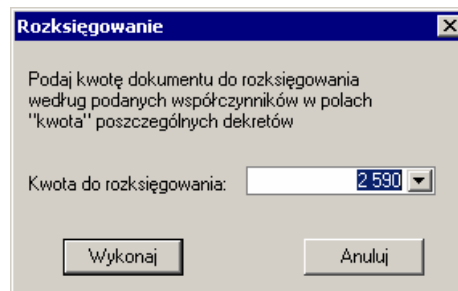 Rozksięgowanie
Podaj kwotę dokumentu do rozksięgowania
według podanych współczynników w polach
"kwota" poszczególnych dekretów
Kwota do rozksięgowania: 2 590
Wykonaj Anuluj